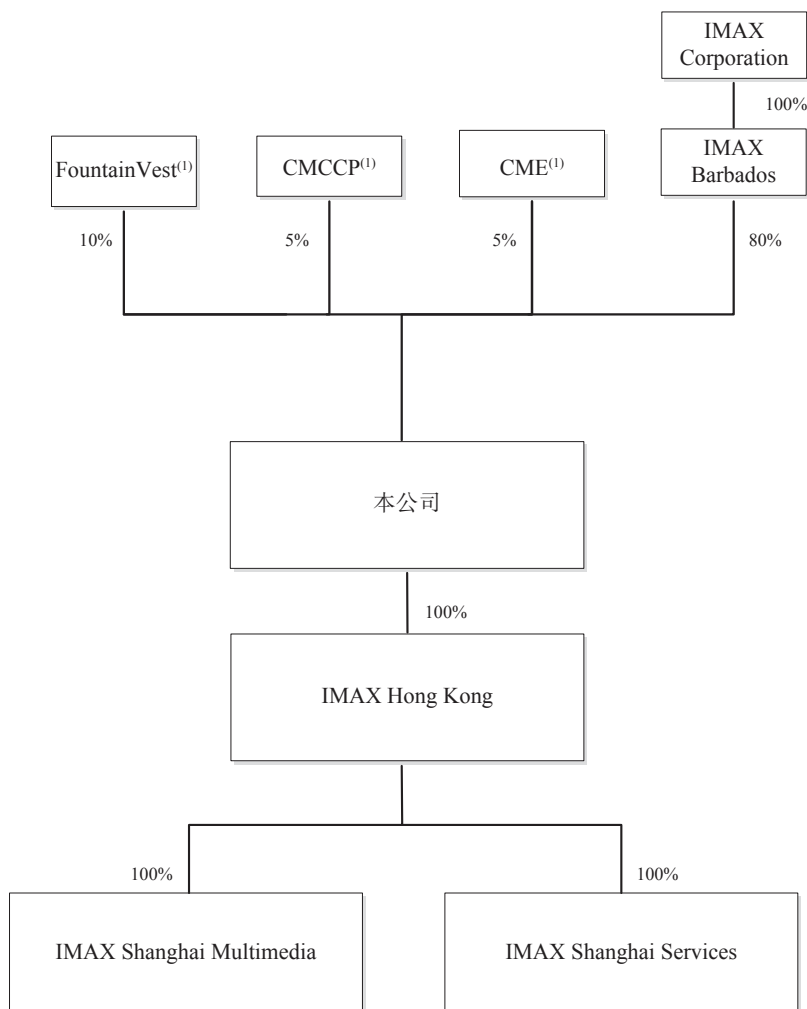 IMAX
Corporation
100%
FountainVest(1)
CMCCP(1)
CME(1)
IMAX
Barbados
10%
5%
5%
80%
本公司
100%
IMAX Hong Kong
100%
100%
IMAX Shanghai Multimedia
IMAX Shanghai Services